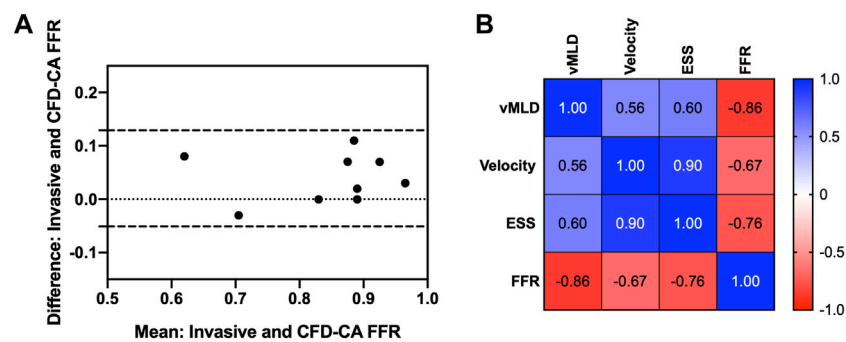 A
Difference: Invasive and CFD-CA FFR
0.2
0.1
0.0
-0.1
0.5 0.6 0.7 0.8 0.9 1.0
Mean: Invasive and CFD-CA FFR
B
vMLD Velocity ESS FFR
vMLD 1.00 0.56 0.60 -0.86
Velocity 0.56 1.00 0.90 -0.67
ESS 0.60 0.90 1.00 -0.76
FFR -0.86 -0.67 -0.76 1.00
1.0
0.5
0
-0.5
-1.0